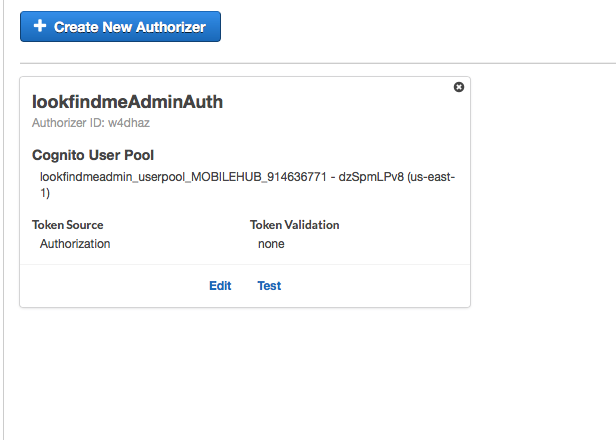 Create New Authorizer
lookfindmeAdminAuth
Authorizer ID: w4dhaz
Cognito User Pool
lookfindmeadmin_userpool_MOBILEHUB_914636771 - dzSpmLPv8 (us-east-
1)
Token Source Token Validation
Authorization none
Edit Test